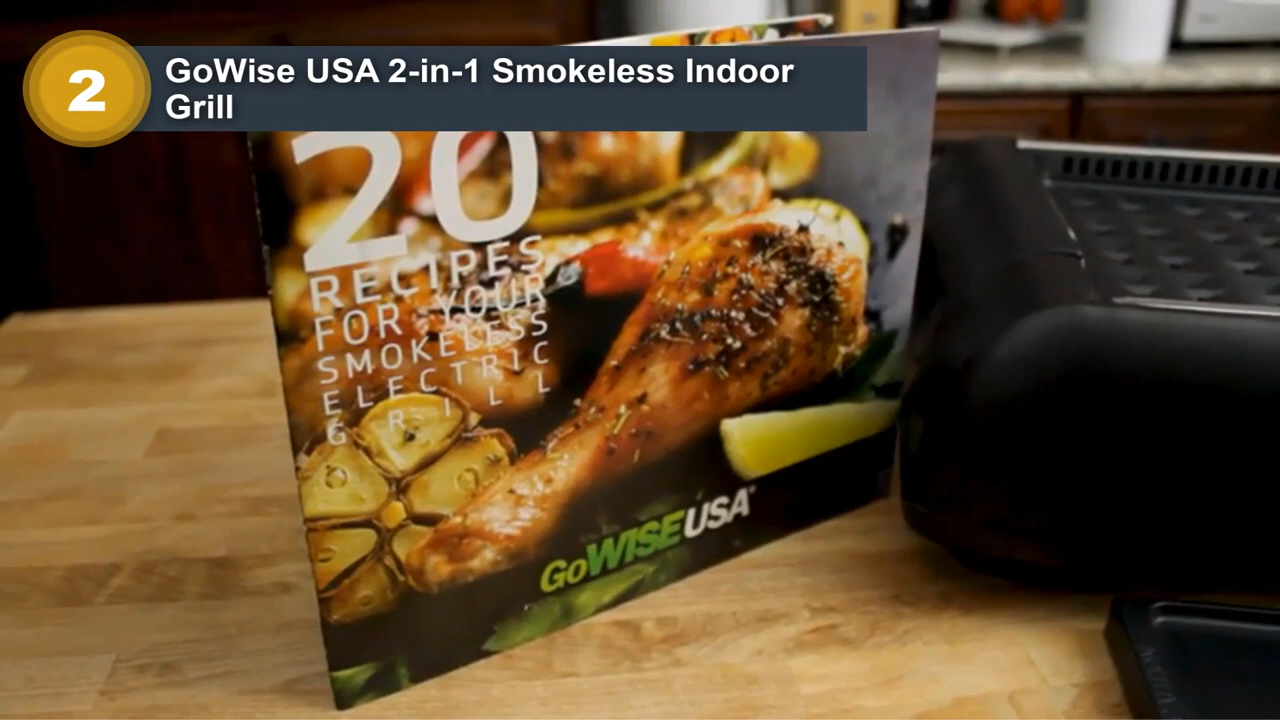 2
GoWise USA 2-in-1 Smokeless Indoor
Grill
20
RECIPES
FOR YOUR
SMOKELESS
ELECTRIC
GRILL
GoWISEUSA